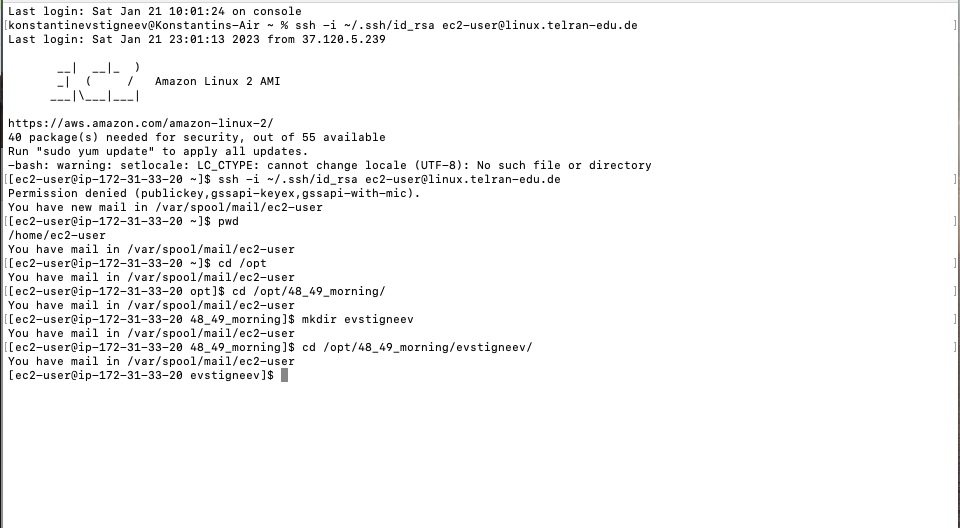 Last login: Sat Jan 21 10:01:24 on console
[konstantinevstigneev@Konstantins-Air ~ % ssh -i ~/.ssh/id_rsa ec2-user@linux.telran-edu.de ]
Last login: Sat Jan 21 23:01:13 2023 from 37.120.5.239
       __|  __|_  )
       _|  (     /   Amazon Linux 2 AMI
      ___|\___|___|
https://aws.amazon.com/amazon-linux-2/
40 package(s) needed for security, out of 55 available
Run "sudo yum update" to apply all updates.
-bash: warning: setlocale: LC_CTYPE: cannot change locale (UTF-8): No such file or directory
[[ec2-user@ip-172-31-33-20 ~]$ ssh -i ~/.ssh/id_rsa ec2-user@linux.telran-edu.de ]
Permission denied (publickey,gssapi-keyex,gssapi-with-mic).
You have new mail in /var/spool/mail/ec2-user
[[ec2-user@ip-172-31-33-20 ~]$ pwd ]
/home/ec2-user
You have mail in /var/spool/mail/ec2-user
[[ec2-user@ip-172-31-33-20 ~]$ cd /opt ]
You have mail in /var/spool/mail/ec2-user
[[ec2-user@ip-172-31-33-20 opt]$ cd /opt/48_49_morning/ ]
You have mail in /var/spool/mail/ec2-user
[[ec2-user@ip-172-31-33-20 48_49_morning]$ mkdir evstigneev ]
You have mail in /var/spool/mail/ec2-user
[[ec2-user@ip-172-31-33-20 48_49_morning]$ cd /opt/48_49_morning/evstigneev/ ]
You have mail in /var/spool/mail/ec2-user
[ec2-user@ip-172-31-33-20 evstigneev]$